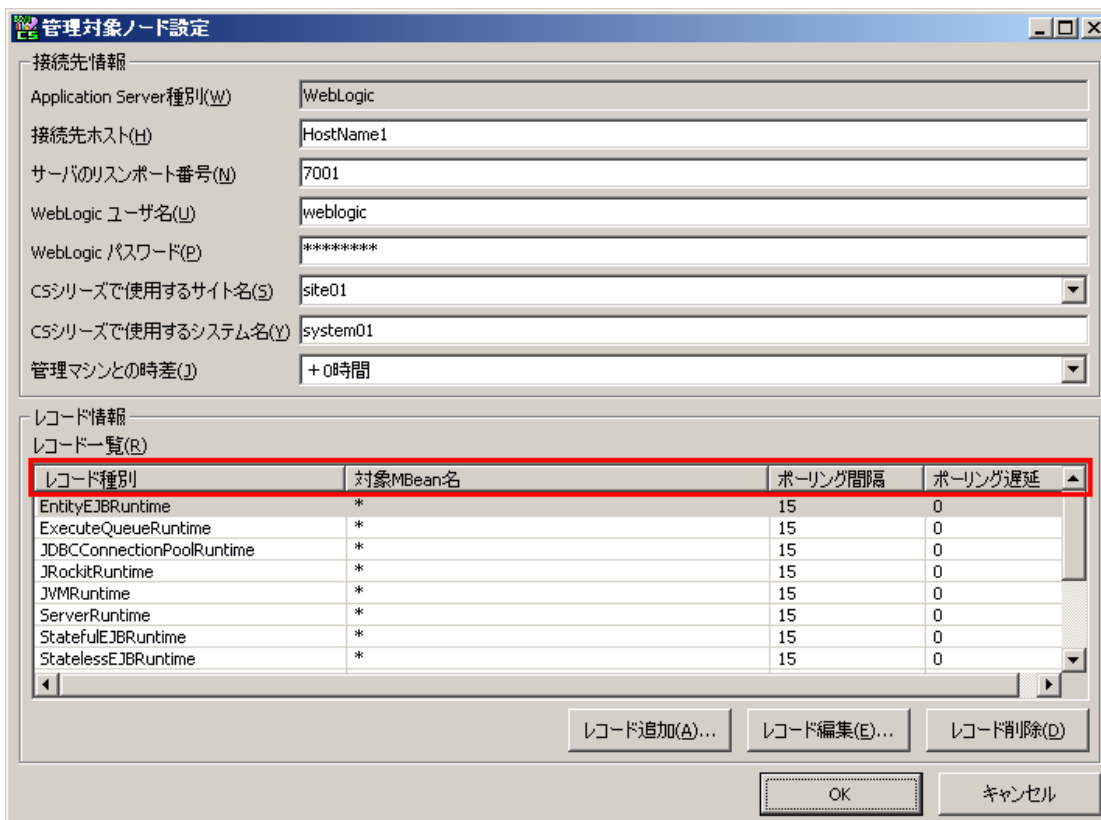 管理対象ノード設定
接続先情報
Application Server種別(W) WebLogic
接続先ホスト(H) HostName1
サーバのリスンポート番号(N) 7001
WebLogic ユーザ名(U) weblogic
WebLogic パスワード(P) ********
CSシリーズで使用するサイト名(S) site01
CSシリーズで使用するシステム名(Y) system01
管理マシンとの時差(J) +0時間
レコード情報
レコード一覧(R)
レコード種別 対象MBean名 ポーリング間隔 ポーリング遅延
EntityEJBRuntime * 15 0
ExecuteQueueRuntime * 15 0
JDBCConnectionPoolRuntime * 15 0
JRockitRuntime * 15 0
JVMRuntime * 15 0
ServerRuntime * 15 0
StatefulEJBRuntime * 15 0
StatelessEJBRuntime * 15 0
レコード追加(A)... レコード編集(E)... レコード削除(D)
OK キャンセル